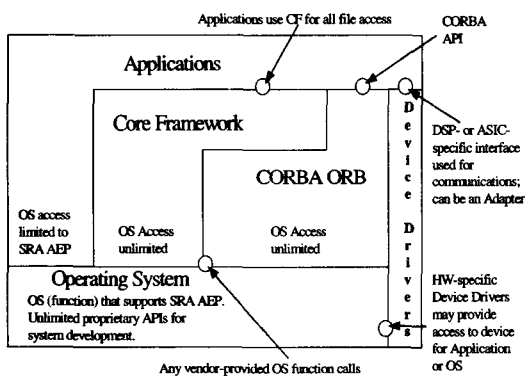 Applications use CF for all file access
CORBA
API
Applications
Core Framework
CORBA ORB
Device Drivers
DSP- or ASIC-
specific interface
used for
communications;
can be an Adapter
OS access
limited to
SRA AEP
OS Access
unlimited
OS Access
unlimited
Operating System
OS (function) that supports SRA AEP.
Unlimited proprietary APIs for
system development.
HW-specific
Device Drivers
may provide
access to device
for Application
or OS
Any vendor-provided OS function calls